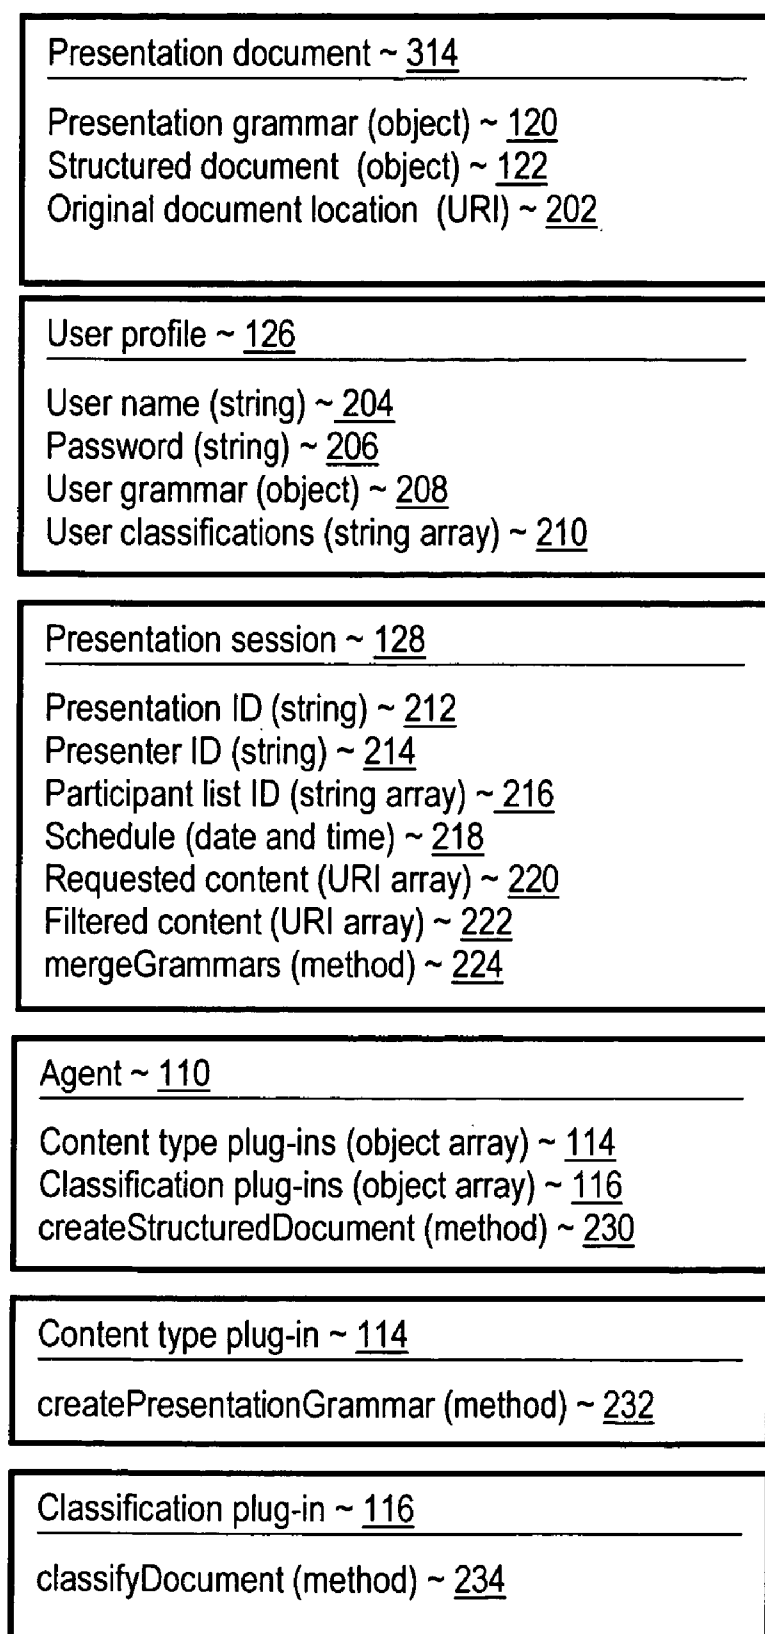 Presentation document ~ 314
Presentation grammar (object) ~ 120
Structured document (object) ~ 122
Original document location (URI) ~ 202
User profile ~ 126
User name (string) ~ 204
Password (string) ~ 206
User grammar (object) ~ 208
User classifications (string array) ~ 210
Presentation session ~ 128
Presentation ID (string) ~ 212
Presenter ID (string) ~ 214
Participant list ID (string array) ~ 216
Schedule (date and time) ~ 218
Requested content (URI array) ~ 220
Filtered content (URI array) ~ 222
mergeGrammars (method) ~ 224
Agent ~ 110
Content type plug-ins (object array) ~ 114
Classification plug-ins (object array) ~ 116
createStructuredDocument (method) ~ 230
Content type plug-in ~ 114
createPresentationGrammar (method) ~ 232
Classification plug-in ~ 116
classifyDocument (method) ~ 234